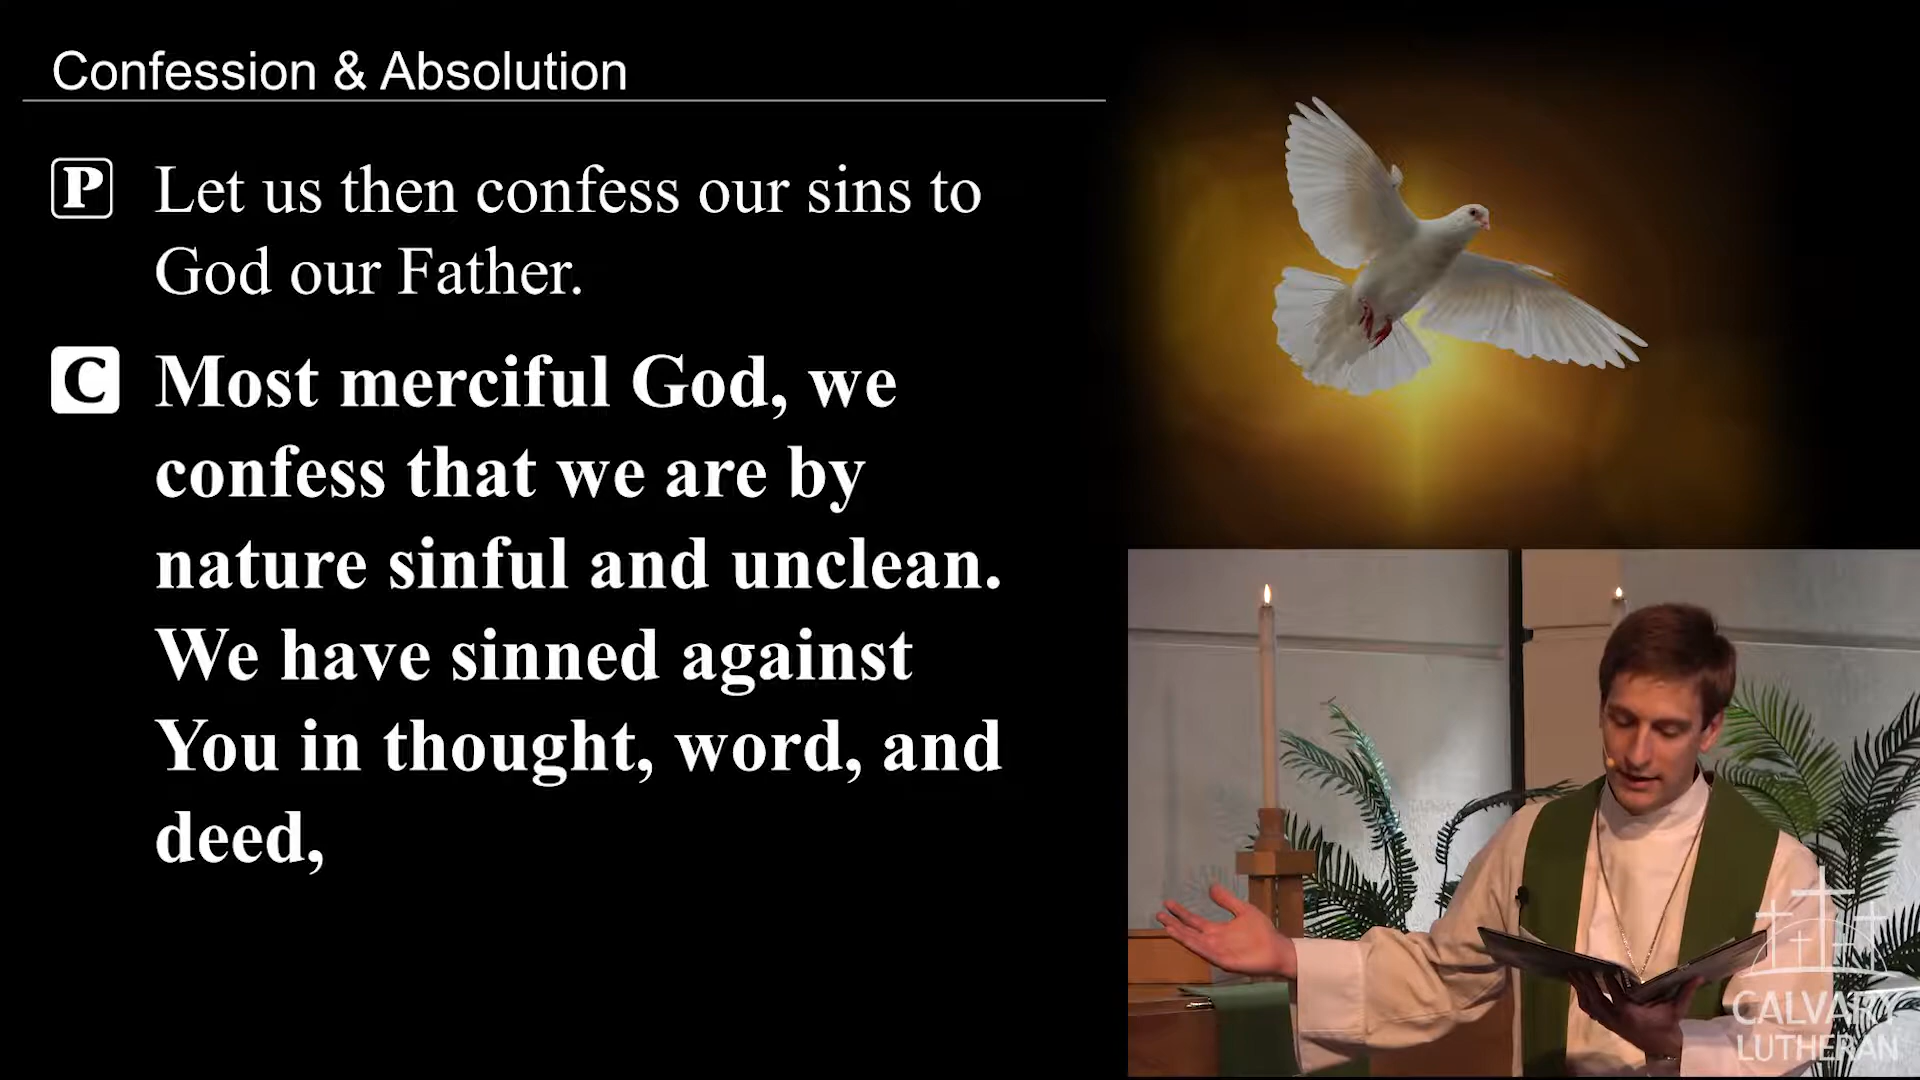 Confession & Absolution
P Let us then confess our sins to
God our Father.
C Most merciful God, we
confess that we are by
nature sinful and unclean.
We have sinned against
You in thought, word, and
deed,
CALVARY
LUTHERAN